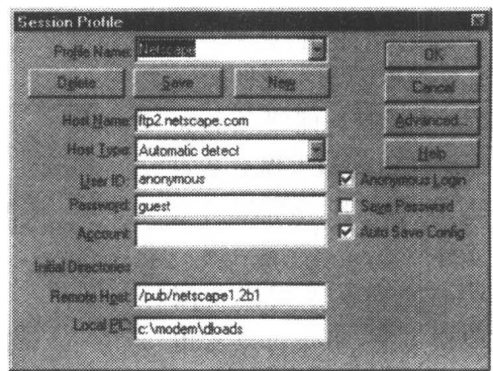 Session Profile
Profile Name: Netscape
OK
Delete Save New
Cancel
Host Name: ftp2.netscape.com
Advanced...
Host Type: Automatic detect
Help
User ID: anonymous
Anonymous Login
Password: guest
Save Password
Account:
Auto Save Config
Initial Directories
Remote Host: /pub/netscape1.2b1
Local PC: c:\modem\dloads